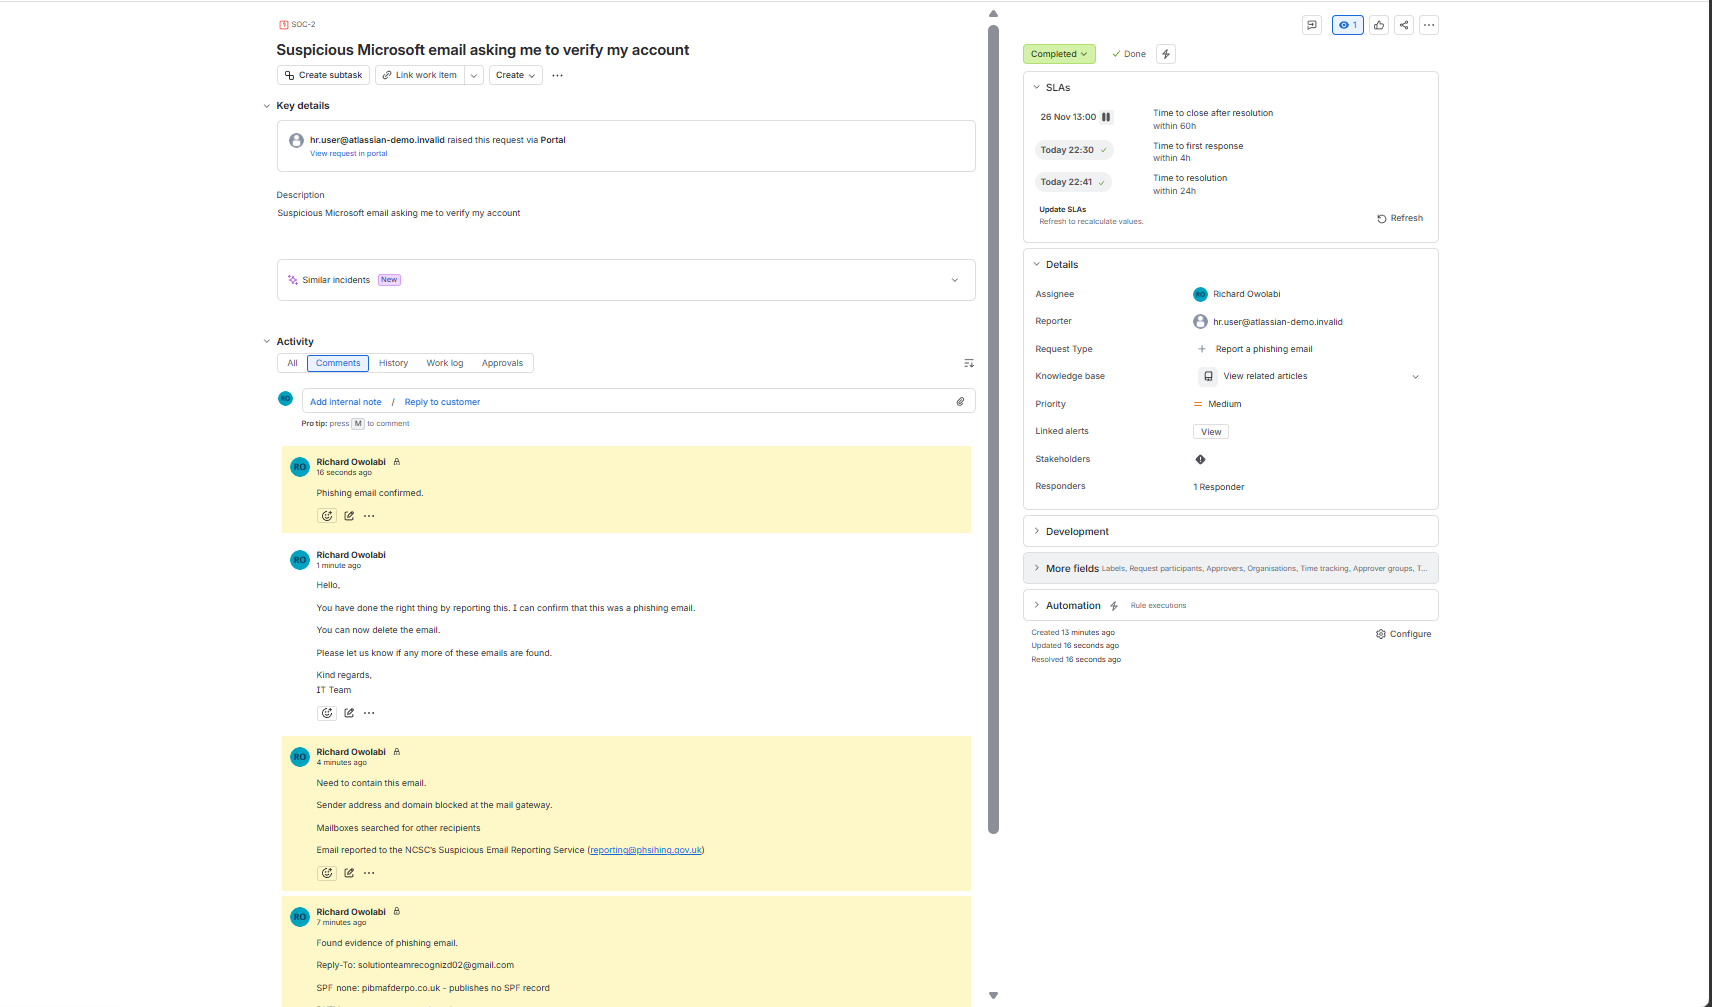 SOC-2
Suspicious Microsoft email asking me to verify my account
Create subtask
Link work item
Create
Key details
hr.user@atlassian-demo.invalid raised this request via Portal
View request in portal
Description
Suspicious Microsoft email asking me to verify my account
Similar incidents New
Activity
All Comments History Work log Approvals
RO
Add internal note / Reply to customer
Pro tip: press M to comment
RO
Richard Owolabi
16 seconds ago
Phishing email confirmed.
RO
Richard Owolabi
1 minute ago
Hello,
You have done the right thing by reporting this. I can confirm that this was a phishing email.
You can now delete the email.
Please let us know if any more of these emails are found.
Kind regards,
IT Team
RO
Richard Owolabi
4 minutes ago
Need to contain this email.
Sender address and domain blocked at the mail gateway.
Mailboxes searched for other recipients
Email reported to the NCSC's Suspicious Email Reporting Service (reporting@phsihing.gov.uk)
RO
Richard Owolabi
7 minutes ago
Found evidence of phishing email.
Reply-To: solutionteamrecognizd02@gmail.com
SPF none: pibmafderpo.co.uk - publishes no SPF record
1
Completed
Done
SLAs
26 Nov 13:00
Time to close after resolution
within 60h
Today 22:30
Time to first response
within 4h
Today 22:41
Time to resolution
within 24h
Update SLAs
Refresh to recalculate values.
Refresh
Details
Assignee
RO Richard Owolabi
Reporter
hr.user@atlassian-demo.invalid
Request Type
Report a phishing email
Knowledge base
View related articles
Priority
Medium
Linked alerts
View
Stakeholders
Responders
1 Responder
Development
More fields Labels, Request participants, Approvers, Organisations, Time tracking, Approver groups, T...
Automation Rule executions
Created 13 minutes ago
Updated 16 seconds ago
Resolved 16 seconds ago
Configure